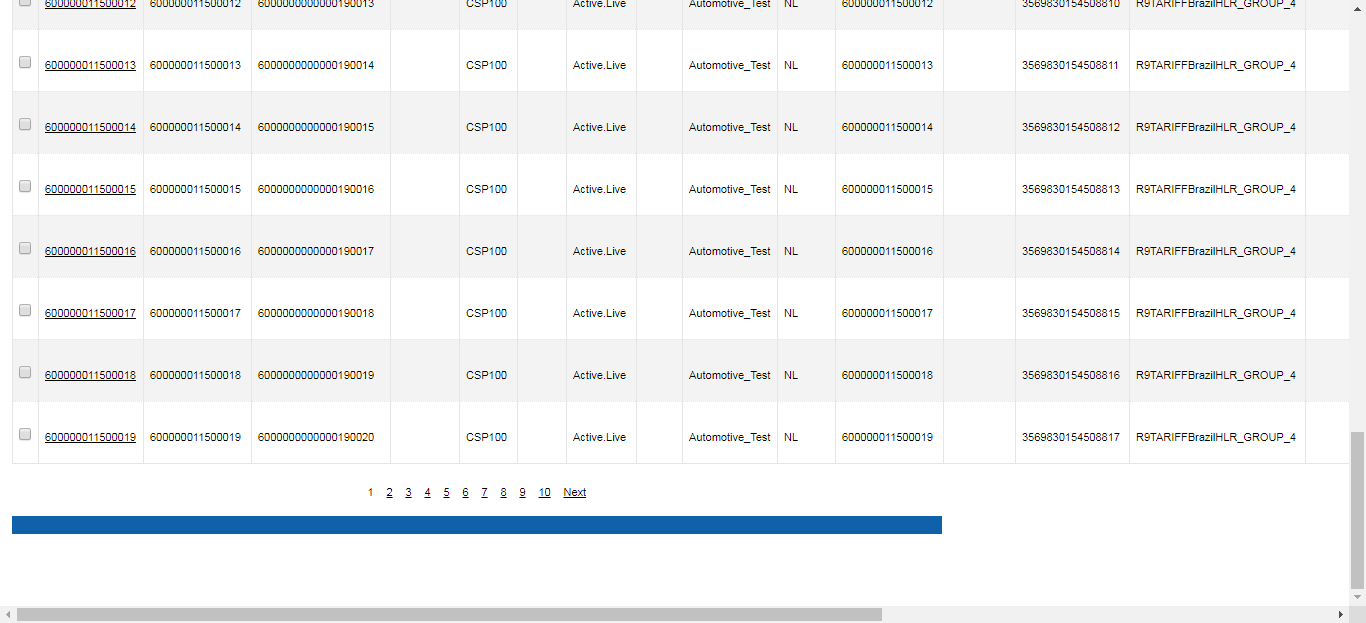 600000011500012 600000011500012 6000000000000190013 CSP100 Active.Live Automotive_Test NL 600000011500012 3569830154508810 R9TARIFFBrazilHLR_GROUP_4
600000011500013 600000011500013 6000000000000190014 CSP100 Active.Live Automotive_Test NL 600000011500013 3569830154508811 R9TARIFFBrazilHLR_GROUP_4
600000011500014 600000011500014 6000000000000190015 CSP100 Active.Live Automotive_Test NL 600000011500014 3569830154508812 R9TARIFFBrazilHLR_GROUP_4
600000011500015 600000011500015 6000000000000190016 CSP100 Active.Live Automotive_Test NL 600000011500015 3569830154508813 R9TARIFFBrazilHLR_GROUP_4
600000011500016 600000011500016 6000000000000190017 CSP100 Active.Live Automotive_Test NL 600000011500016 3569830154508814 R9TARIFFBrazilHLR_GROUP_4
600000011500017 600000011500017 6000000000000190018 CSP100 Active.Live Automotive_Test NL 600000011500017 3569830154508815 R9TARIFFBrazilHLR_GROUP_4
600000011500018 600000011500018 6000000000000190019 CSP100 Active.Live Automotive_Test NL 600000011500018 3569830154508816 R9TARIFFBrazilHLR_GROUP_4
600000011500019 600000011500019 6000000000000190020 CSP100 Active.Live Automotive_Test NL 600000011500019 3569830154508817 R9TARIFFBrazilHLR_GROUP_4
1 2 3 4 5 6 7 8 9 10 Next